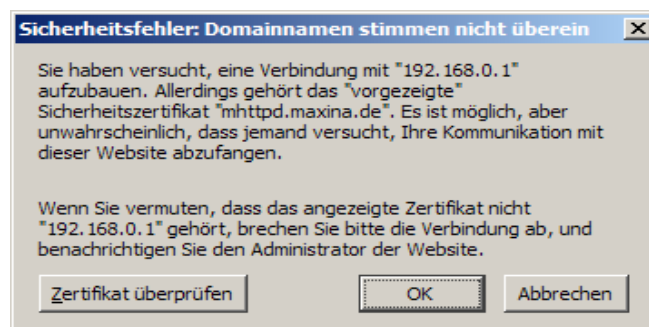 Sicherheitsfehler: Domainnamen stimmen nicht überein
Sie haben versucht, eine Verbindung mit "192.168.0.1"
aufzubauen. Allerdings gehört das "vorgezeigte"
Sicherheitszertifikat "mhttpd.maxina.de". Es ist möglich, aber
unwahrscheinlich, dass jemand versucht, Ihre Kommunikation mit
dieser Website abzufangen.
Wenn Sie vermuten, dass das angezeigte Zertifikat nicht
"192.168.0.1" gehört, brechen Sie bitte die Verbindung ab, und
benachrichtigen Sie den Administrator der Website.
Zertifikat überprüfen OK Abbrechen